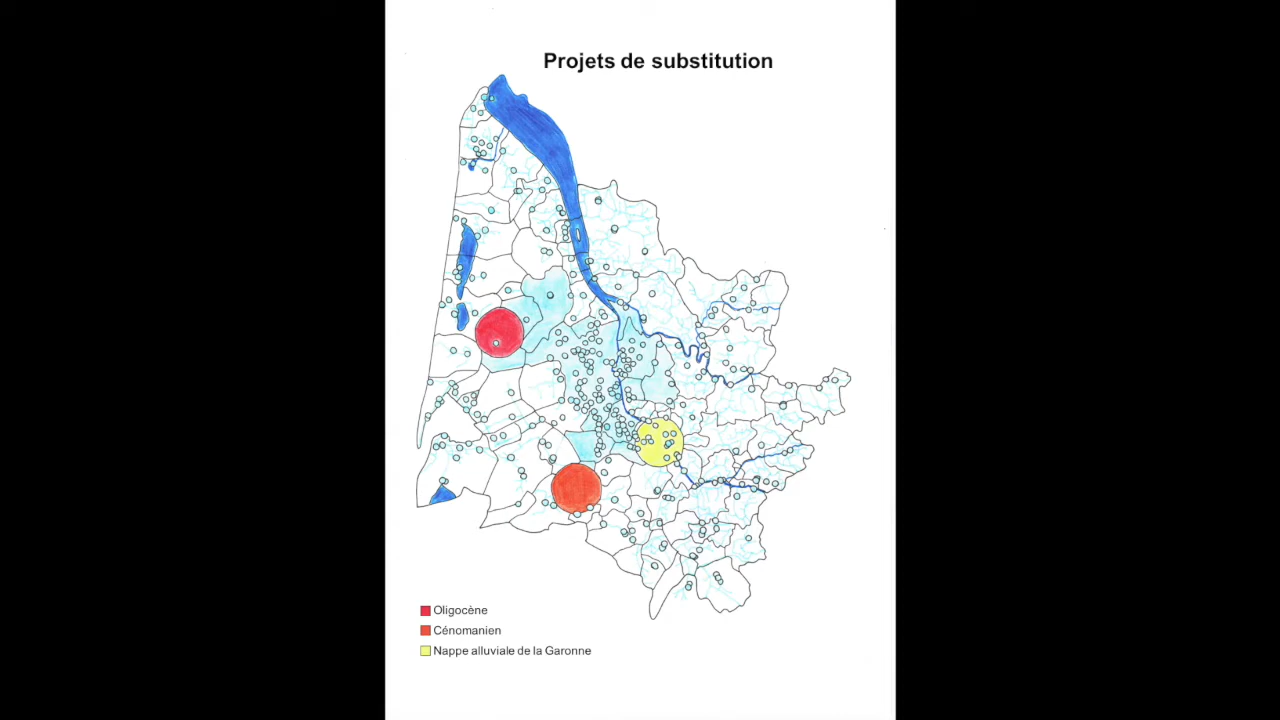 Projets de substitution
Oligocène
Cénomanien
Nappe alluviale de la Garonne